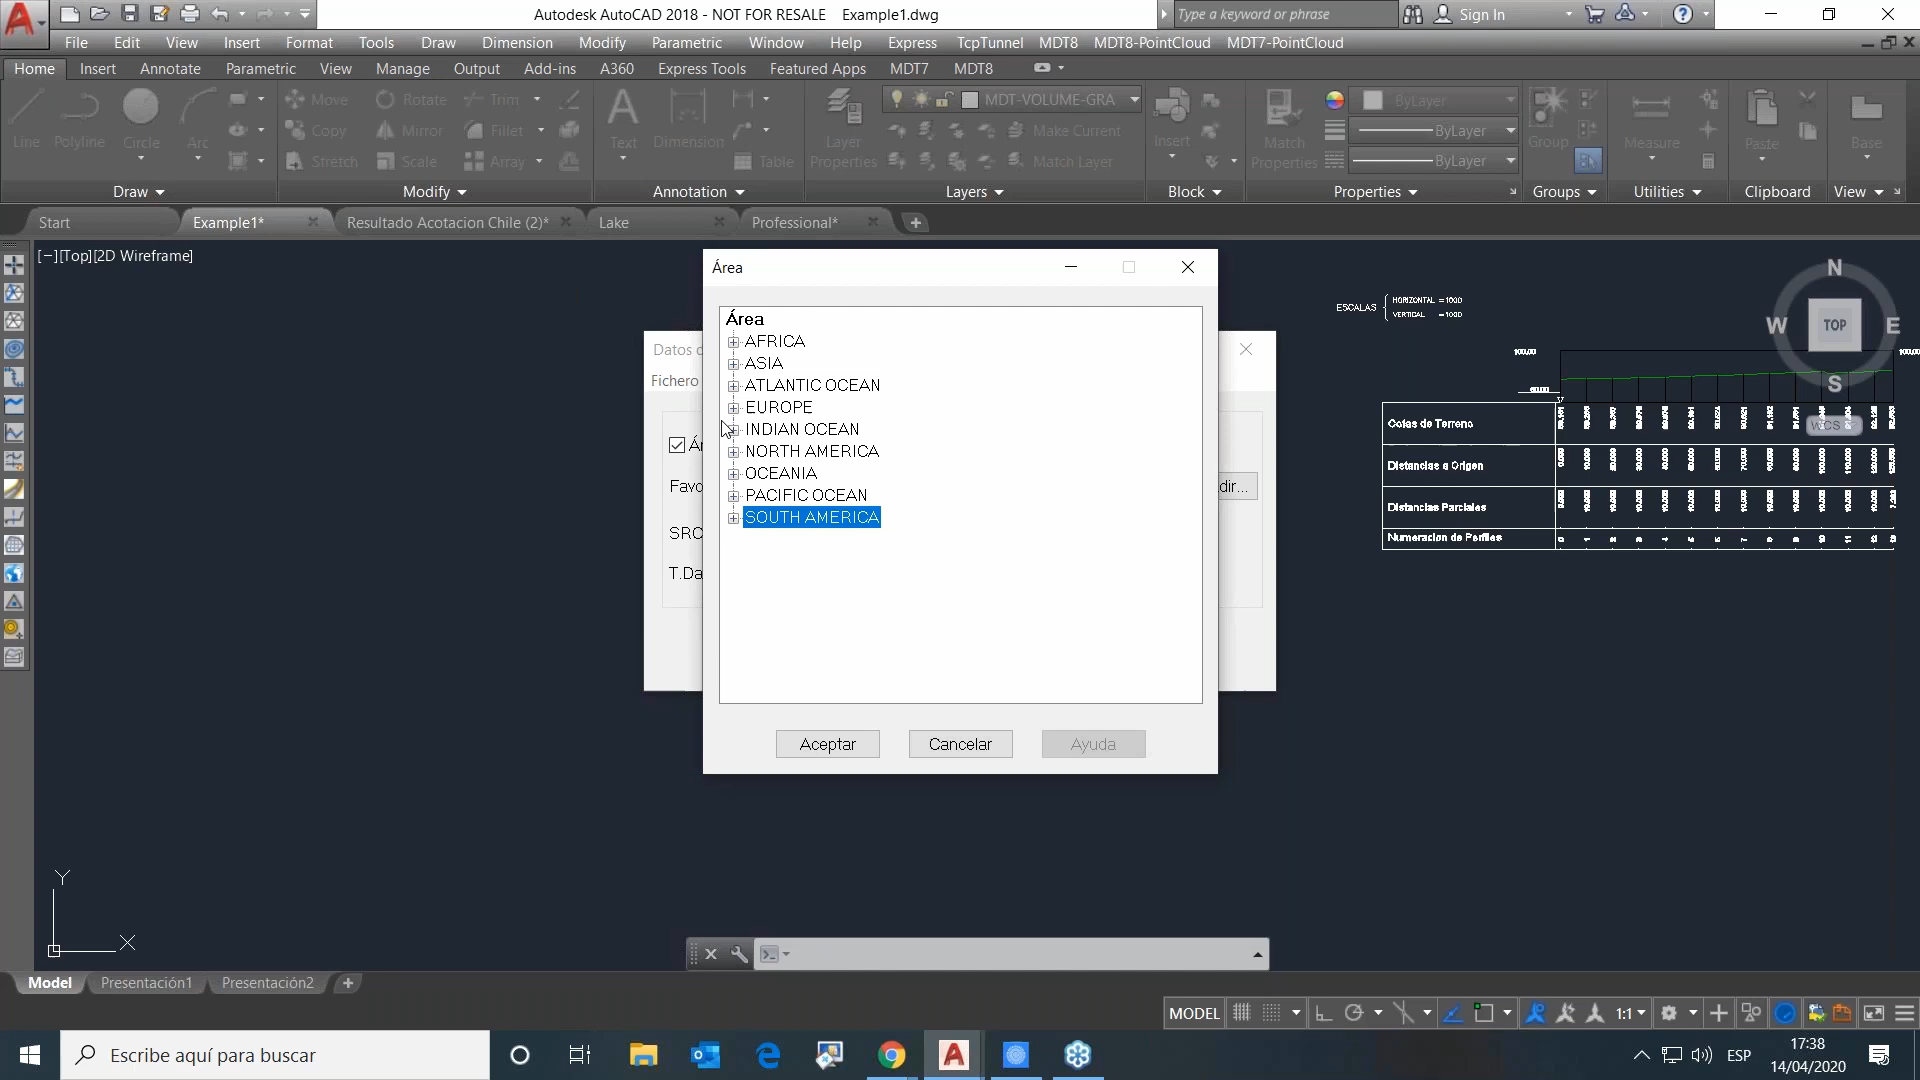 Autodesk AutoCAD 2018 - NOT FOR RESALE Example1.dwg
Type a keyword or phrase
Sign In
File Edit View Insert Format Tools Draw Dimension Modify Parametric Window Help Express TcpTunnel MDT8 MDT8-PointCloud MDT7-PointCloud
Home Insert Annotate Parametric View Manage Output Add-ins A360 Express Tools Featured Apps MDT7 MDT8
Move Rotate Trim
Copy Mirror Fillet
Stretch Scale Array
Line Polyline Circle Arc
Text Dimension
Table
Layer Properties
MDT-VOLUME-GRA
Make Current
Match Layer
Insert
Match Properties
ByLayer
ByLayer
ByLayer
Group
Measure
Paste
Base
Draw Modify Annotation Layers Block Properties Groups Utilities Clipboard View
Start Example1* Resultado Acotacion Chile (2)* Lake Professional*
[−][Top][2D Wireframe]
Área
Área
AFRICA
ASIA
ATLANTIC OCEAN
EUROPE
INDIAN OCEAN
NORTH AMERICA
OCEANIA
PACIFIC OCEAN
SOUTH AMERICA
Aceptar Cancelar Ayuda
Datos
Fichero
Favo
dir...
SRC
T.Da
N
W TOP E
S
WCS
ESCALAS
HORIZONTAL =1000
VERTICAL =1000
100,00
Cotas de Terreno
Distancias a Origen
Distancias Parciales
Numeracion de Perfiles
Y
X
Model Presentación1 Presentación2
MODEL
1:1
Escribe aquí para buscar
ESP
17:38
14/04/2020